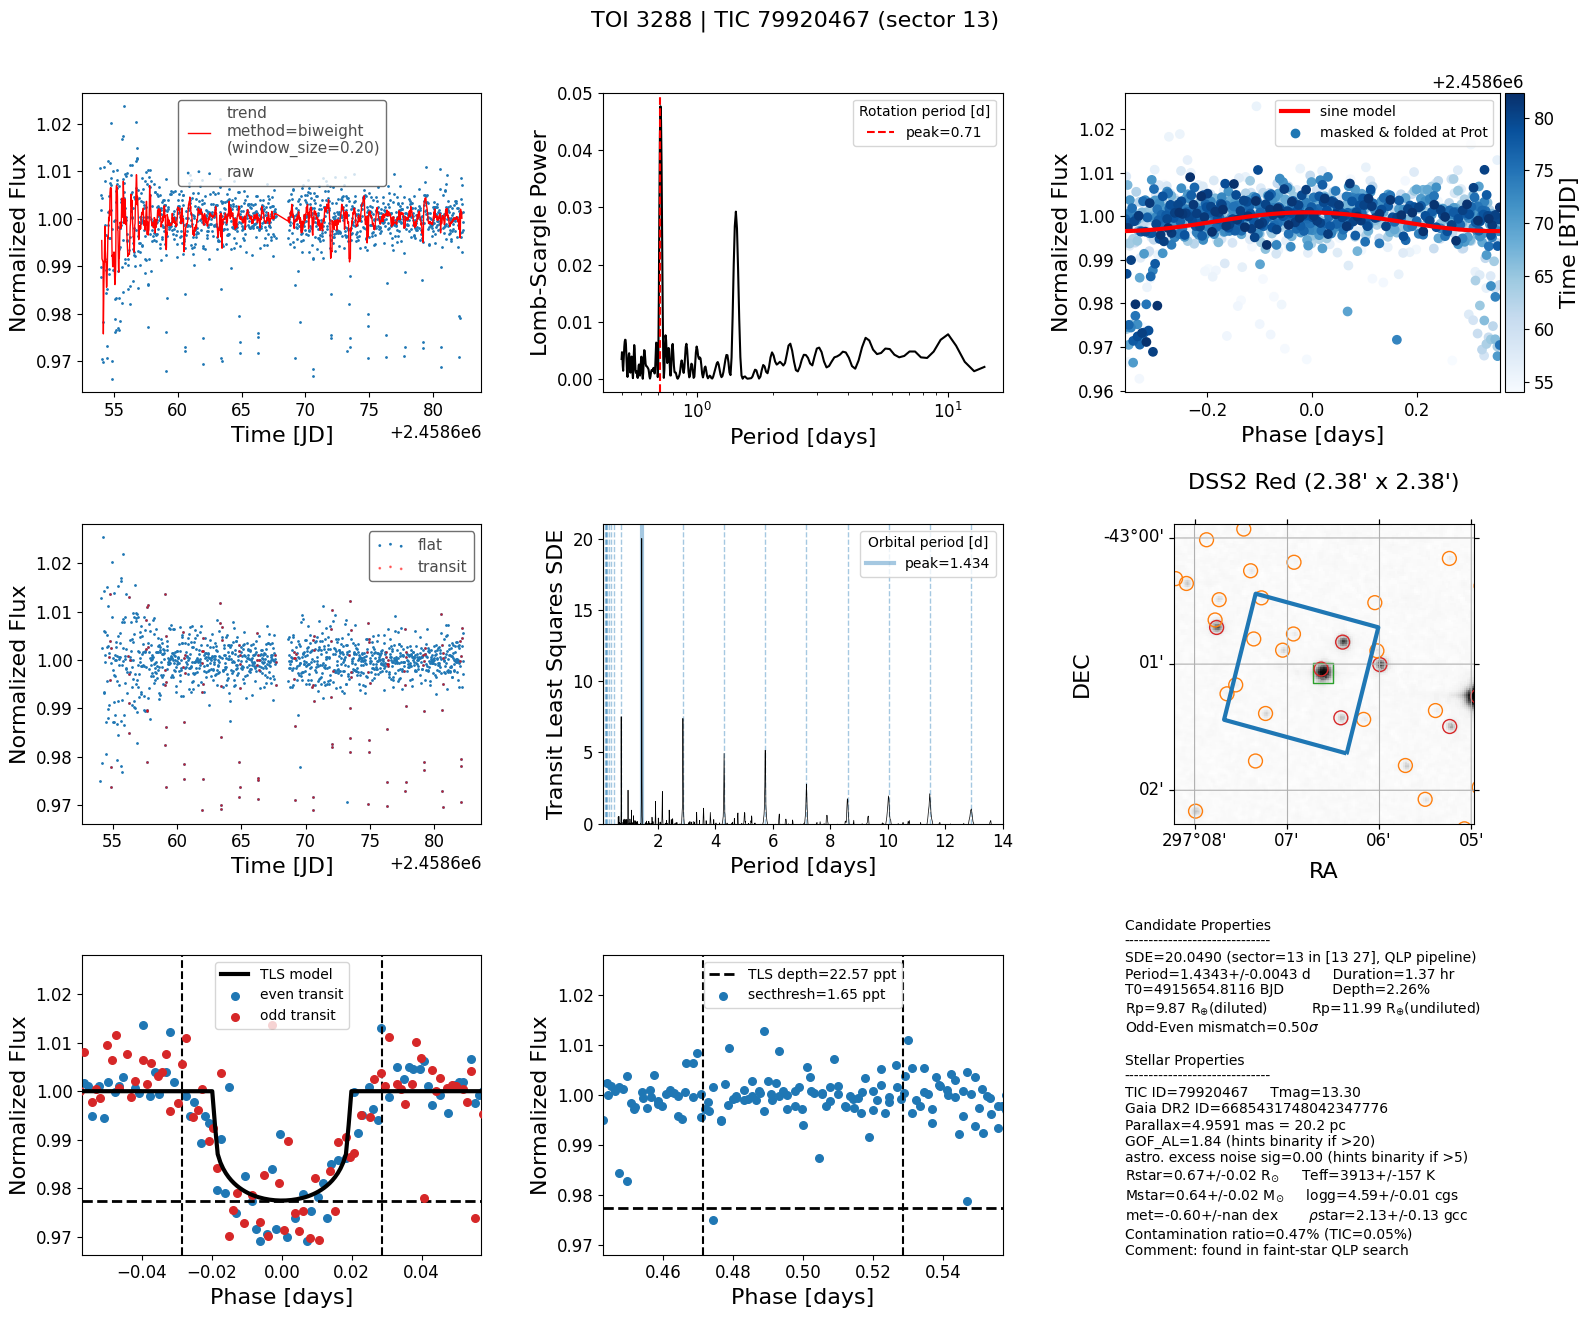 TOI 3288 | TIC 79920467 (sector 13)
Normalized Flux
1.02
1.01
1.00
0.99
0.98
0.97
trend
method=biweight
(window_size=0.20)
raw
55 60 65 70 75 80
Time [JD]
+2.4586e6
Lomb-Scargle Power
0.05
0.04
0.03
0.02
0.01
0.00
Rotation period [d]
peak=0.71
10^0 10^1
Period [days]
+2.4586e6
Normalized Flux
1.02
1.01
1.00
0.99
0.98
0.97
0.96
sine model
masked & folded at Prot
−0.2 0.0 0.2
Phase [days]
80
75
70
65
60
55
Time [BTJD]
Normalized Flux
1.02
1.01
1.00
0.99
0.98
0.97
flat
transit
55 60 65 70 75 80
Time [JD]
+2.4586e6
Transit Least Squares SDE
20
15
10
5
0
Orbital period [d]
peak=1.434
2 4 6 8 10 12 14
Period [days]
DSS2 Red (2.38' x 2.38')
DEC
-43°00'
01'
02'
297°08' 07' 06' 05'
RA
Normalized Flux
1.02
1.01
1.00
0.99
0.98
0.97
TLS model
even transit
odd transit
−0.04 −0.02 0.00 0.02 0.04
Phase [days]
Normalized Flux
1.02
1.01
1.00
0.99
0.98
0.97
TLS depth=22.57 ppt
secthresh=1.65 ppt
0.46 0.48 0.50 0.52 0.54
Phase [days]
Candidate Properties
------------------------------
SDE=20.0490 (sector=13 in [13 27], QLP pipeline)
Period=1.4343+/-0.0043 d Duration=1.37 hr
T0=4915654.8116 BJD Depth=2.26%
Rp=9.87 R⊕(diluted) Rp=11.99 R⊕(undiluted)
Odd-Even mismatch=0.50σ
Stellar Properties
------------------------------
TIC ID=79920467 Tmag=13.30
Gaia DR2 ID=6685431748042347776
Parallax=4.9591 mas = 20.2 pc
GOF_AL=1.84 (hints binarity if >20)
astro. excess noise sig=0.00 (hints binarity if >5)
Rstar=0.67+/-0.02 R⊙ Teff=3913+/-157 K
Mstar=0.64+/-0.02 M⊙ logg=4.59+/-0.01 cgs
met=-0.60+/-nan dex ρstar=2.13+/-0.13 gcc
Contamination ratio=0.47% (TIC=0.05%)
Comment: found in faint-star QLP search